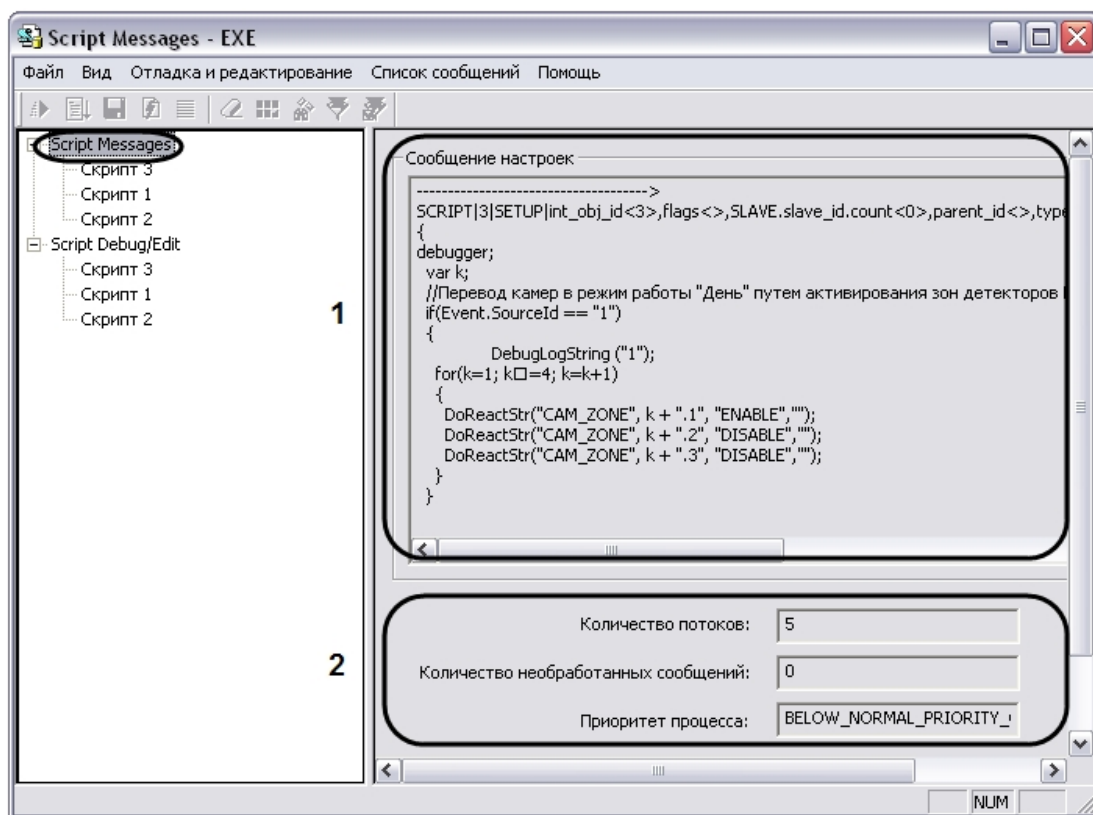 Script Messages - EXE
Файл Вид Отладка и редактирование Список сообщений Помощь
Script Messages
Скрипт 3
Скрипт 1
Скрипт 2
Script Debug/Edit
Скрипт 3
Скрипт 1
Скрипт 2
1
Сообщение настроек
------------------------------------->
SCRIPT|3|SETUP|int_obj_id<3>,flags<>,SLAVE.slave_id.count<0>,parent_id<>,type
{
debugger;
var k;
//Перевод камер в режим работы "День" путем активирования зон детекторов
if(Event.SourceId == "1")
{
DebugLogString ("1");
for(k=1; k□=4; k=k+1)
{
DoReactStr("CAM_ZONE", k + ".1", "ENABLE","");
DoReactStr("CAM_ZONE", k + ".2", "DISABLE","");
DoReactStr("CAM_ZONE", k + ".3", "DISABLE","");
}
}
2
Количество потоков: 5
Количество необработанных сообщений: 0
Приоритет процесса: BELOW_NORMAL_PRIORITY_
NUM